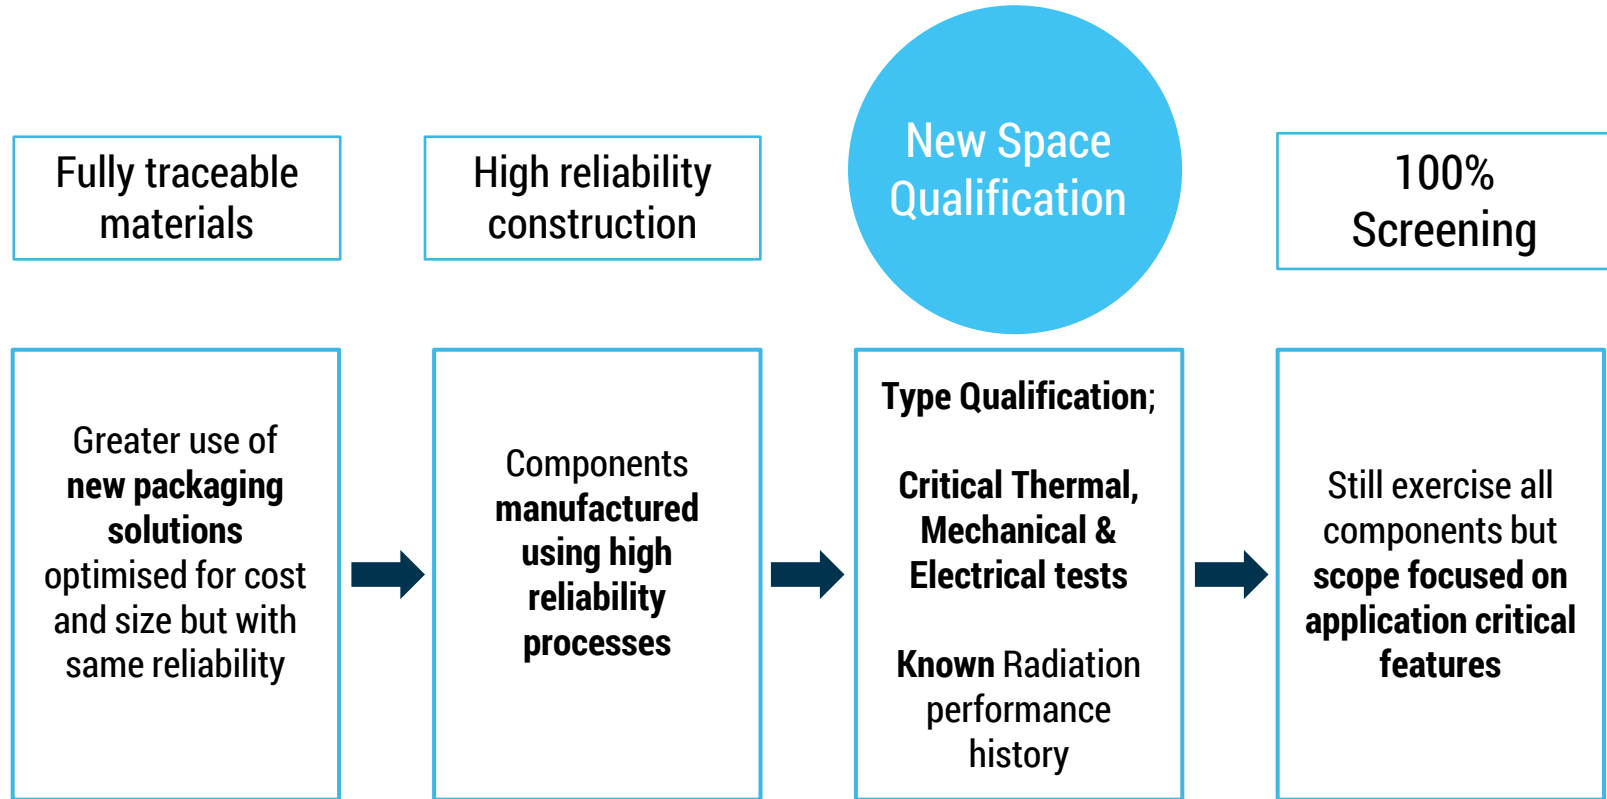 Fully traceable
materials
High reliability
construction
New Space
Qualification
100%
Screening
Greater use of
new packaging
solutions
optimised for cost
and size but with
same reliability
Components
manufactured
using high
reliability
processes
Type Qualification;
Critical Thermal,
Mechanical &
Electrical tests
Known Radiation
performance
history
Still exercise all
components but
scope focused on
application critical
features